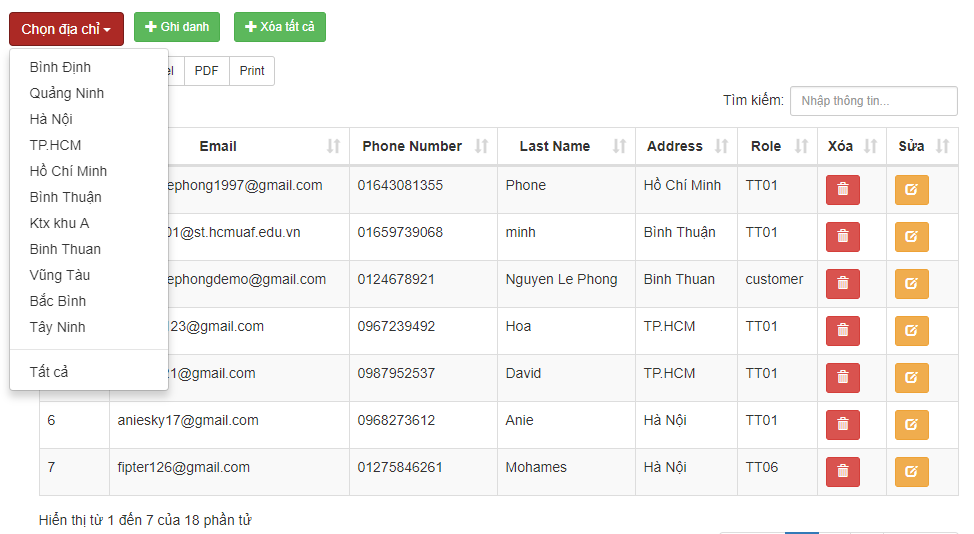 Chọn địa chỉ
Ghi danh
Xóa tất cả
PDF
Print
Tìm kiếm:
Nhập thông tin...
Bình Định
Quảng Ninh
Hà Nội
TP.HCM
Hồ Chí Minh
Bình Thuận
Ktx khu A
Binh Thuan
Vũng Tàu
Bắc Bình
Tây Ninh
Tất cả
Email Phone Number Last Name Address Role Xóa Sửa
ephong1997@gmail.com 01643081355 Phone Hồ Chí Minh TT01
01@st.hcmuaf.edu.vn 01659739068 minh Bình Thuận TT01
ephongdemo@gmail.com 0124678921 Nguyen Le Phong Binh Thuan customer
123@gmail.com 0967239492 Hoa TP.HCM TT01
21@gmail.com 0987952537 David TP.HCM TT01
6 aniesky17@gmail.com 0968273612 Anie Hà Nội TT01
7 fipter126@gmail.com 01275846261 Mohames Hà Nội TT06
Hiển thị từ 1 đến 7 của 18 phần tử